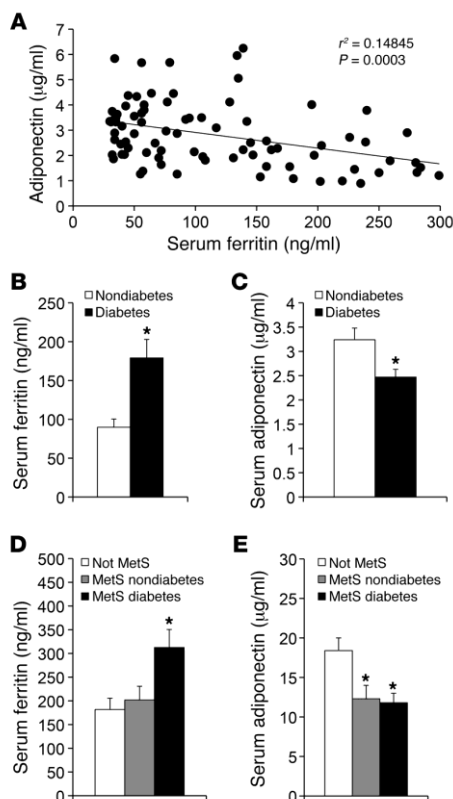 A
Adiponectin (µg/ml)
7
6
5
4
3
2
1
0
r² = 0.14845
P = 0.0003
0 50 100 150 200 250 300
Serum ferritin (ng/ml)
B
Serum ferritin (ng/ml)
250
200
150
100
50
0
Nondiabetes
Diabetes
*
C
Serum adiponectin (µg/ml)
4
3.5
3
2.5
2
1.5
1
0.5
0
Nondiabetes
Diabetes
*
D
Serum ferritin (ng/ml)
500
450
400
350
300
250
200
150
100
50
0
Not MetS
MetS nondiabetes
MetS diabetes
*
E
Serum adiponectin (µg/ml)
30
25
20
15
10
5
0
Not MetS
MetS nondiabetes
MetS diabetes
* *